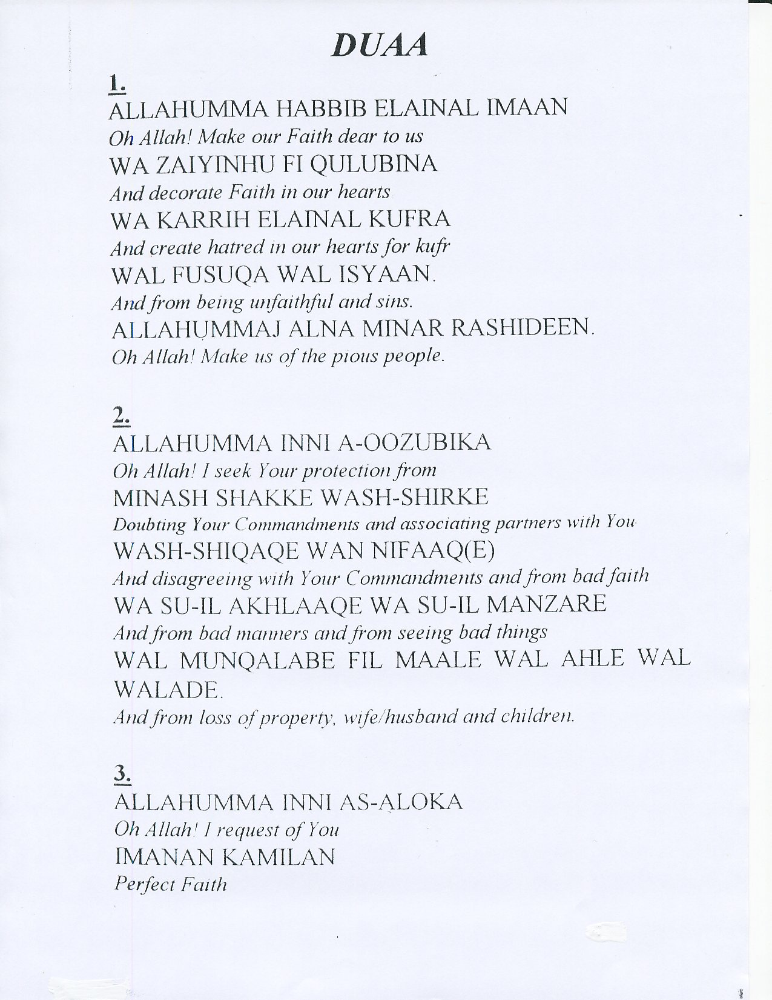 DUAA
1.
ALLAHUMMA HABBIB ELAINAL IMAAN
Oh Allah! Make our Faith dear to us
WA ZAIYINHU FI QULUBINA
And decorate Faith in our hearts
WA KARRIH ELAINAL KUFRA
And create hatred in our hearts for kufr
WAL FUSUQA WAL ISYAAN.
And from being unfaithful and sins.
ALLAHUMMAJ ALNA MINAR RASHIDEEN.
Oh Allah! Make us of the pious people.
2.
ALLAHUMMA INNI A-OOZUBIKA
Oh Allah! I seek Your protection from
MINASH SHAKKE WASH-SHIRKE
Doubting Your Commandments and associating partners with You
WASH-SHIQAQE WAN NIFAAQ(E)
And disagreeing with Your Commandments and from bad faith
WA SU-IL AKHLAAQE WA SU-IL MANZARE
And from bad manners and from seeing bad things
WAL MUNQALABE FIL MAALE WAL AHLE WAL
WALADE.
And from loss of property, wife/husband and children.
3.
ALLAHUMMA INNI AS-ALOKA
Oh Allah! I request of You
IMANAN KAMILAN
Perfect Faith